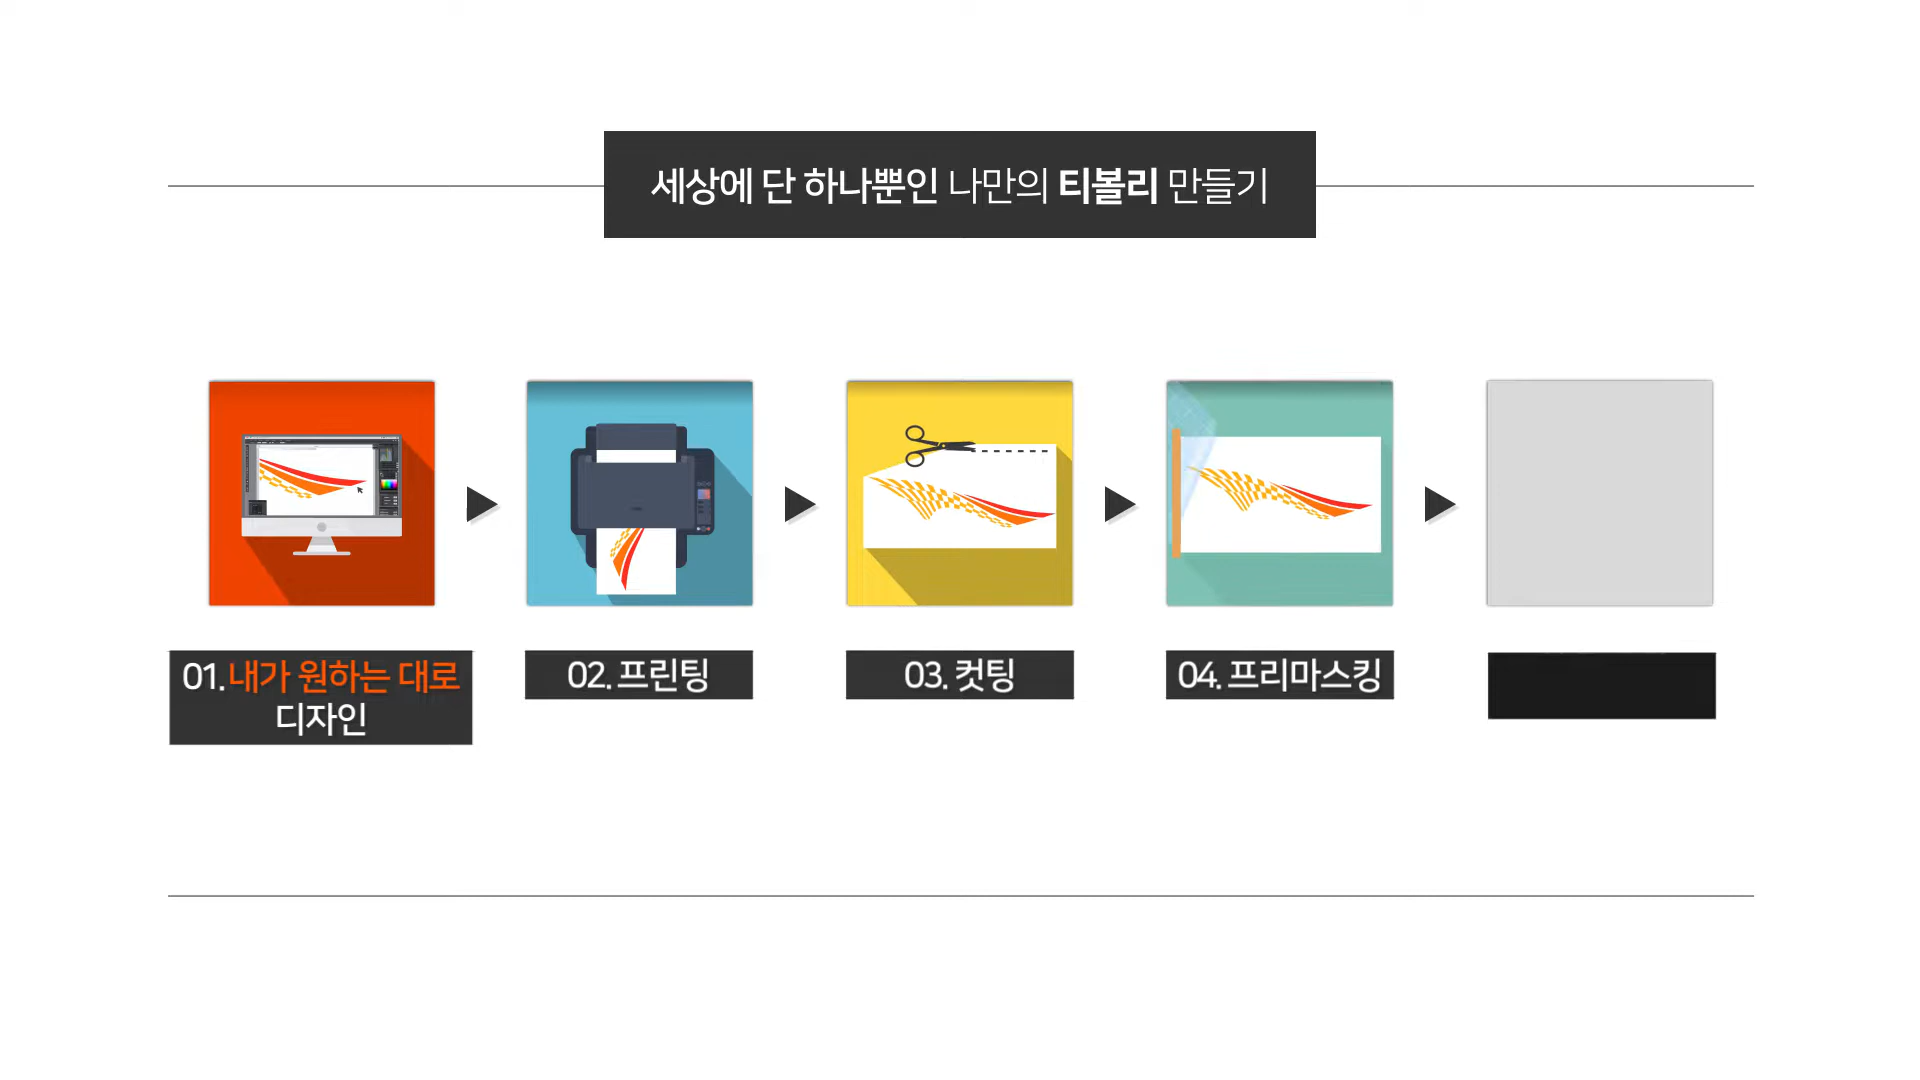 세상에 단 하나뿐인 나만의 티볼리 만들기
01. 내가 원하는 대로
디자인
02. 프린팅
03. 컷팅
04. 프리마스킹